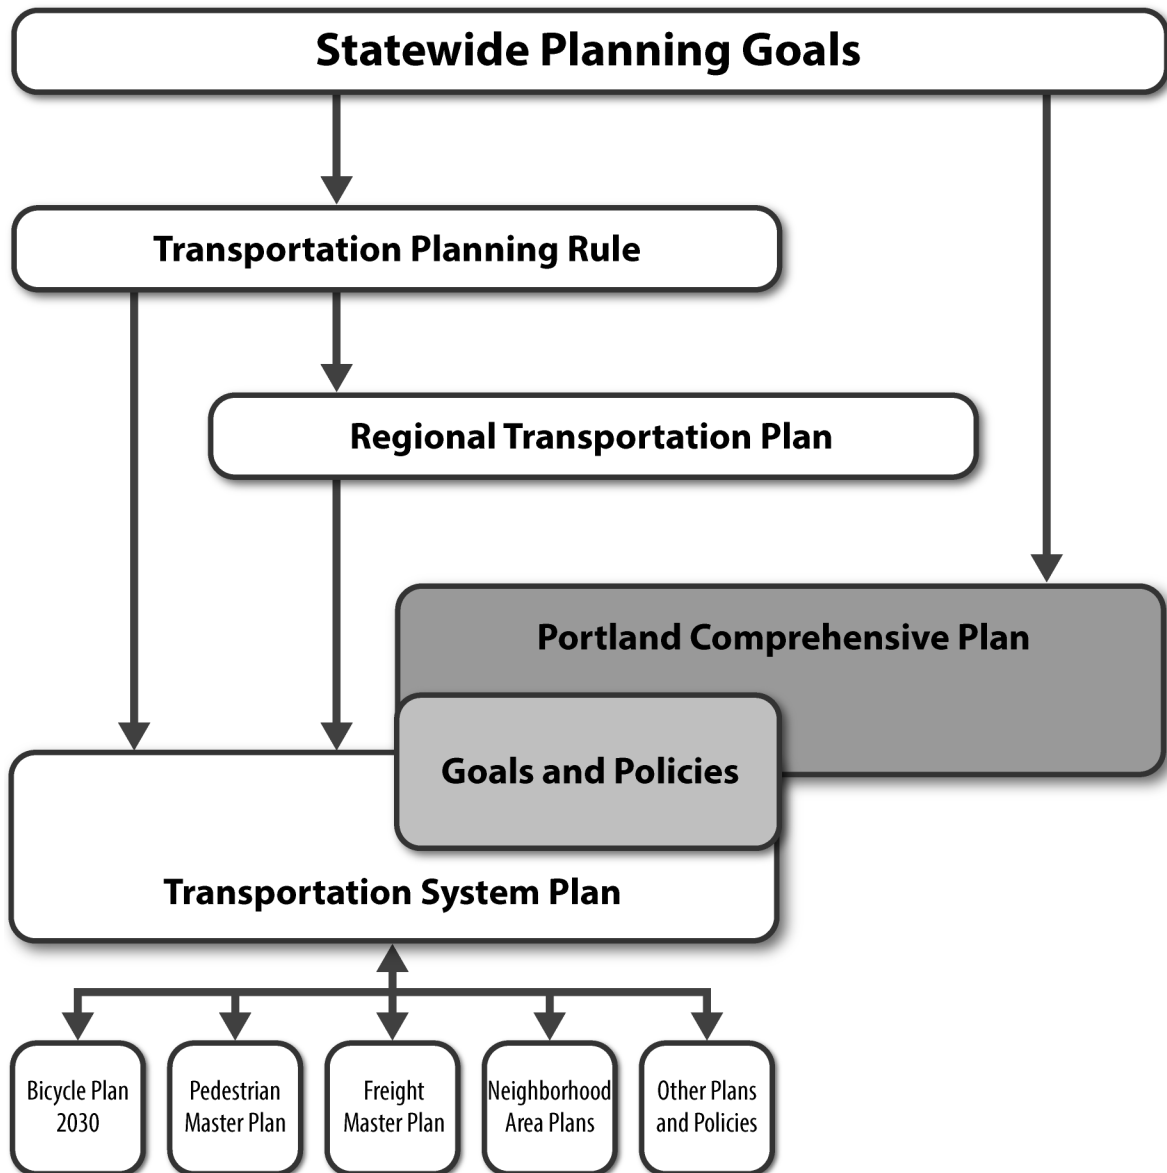 Statewide Planning Goals
Transportation Planning Rule
Regional Transportation Plan
Portland Comprehensive Plan
Goals and Policies
Transportation System Plan
Bicycle Plan
2030
Pedestrian
Master Plan
Freight
Master Plan
Neighborhood
Area Plans
Other Plans
and Policies